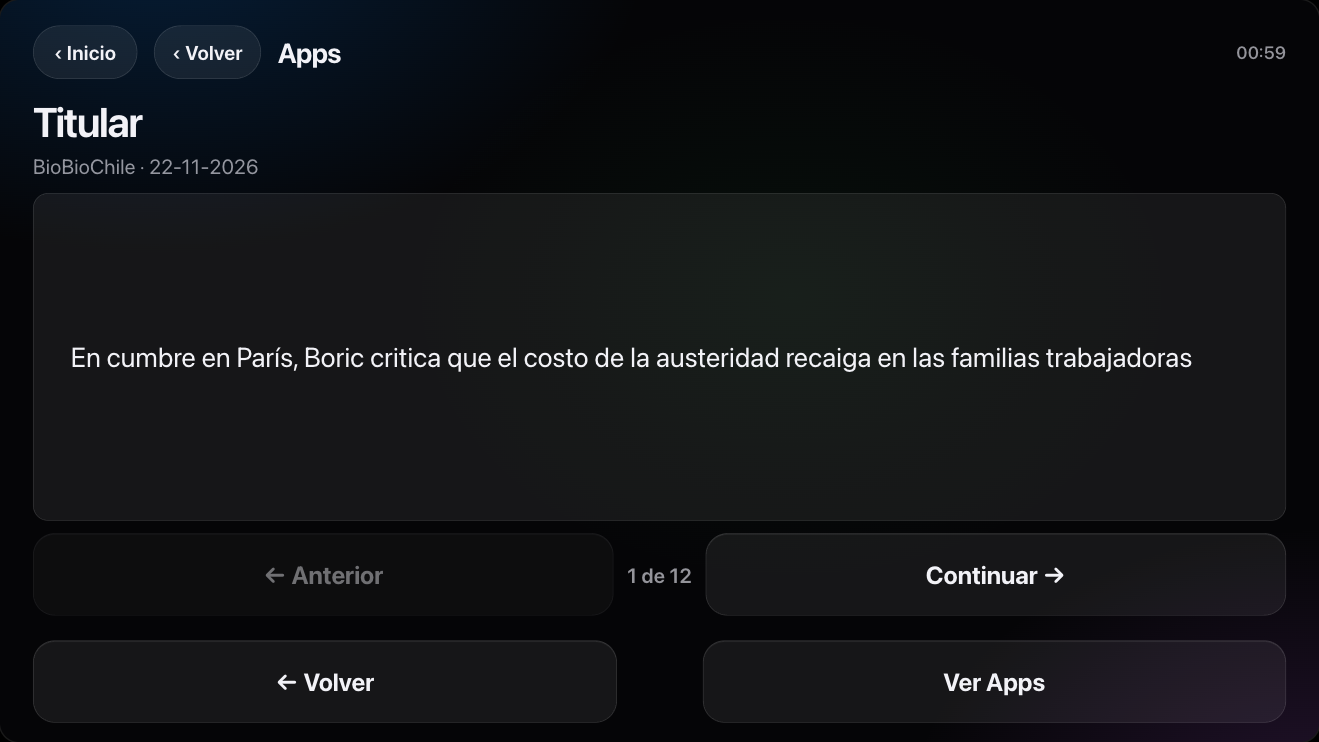 ‹ Inicio
‹ Volver
Apps
00:59
Titular
BioBioChile · 22-11-2026
En cumbre en París, Boric critica que el costo de la austeridad recaiga en las familias trabajadoras
← Anterior
1 de 12
Continuar →
← Volver
Ver Apps